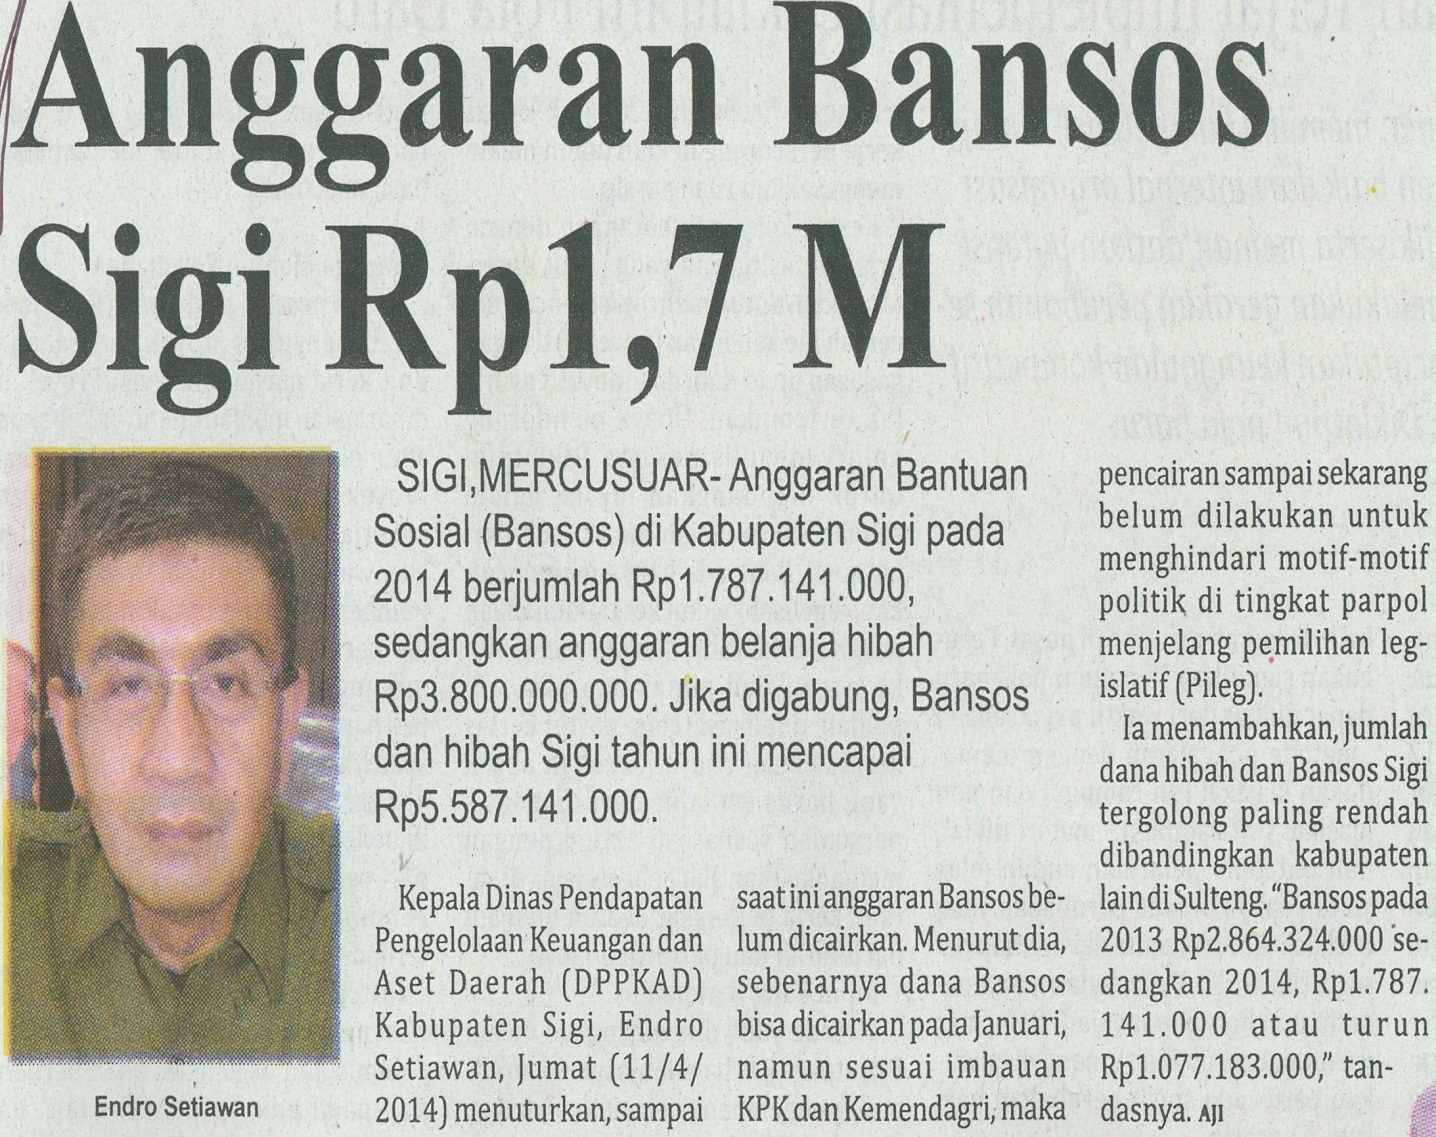 Anggaran Bansos
Sigi Rp1,7 M
SIGI,MERCUSUAR- Anggaran Bantuan
Sosial (Bansos) di Kabupaten Sigi pada
2014 berjumlah Rp1.787.141.000,
sedangkan anggaran belanja hibah
Rp3.800.000.000. Jika digabung, Bansos
dan hibah Sigi tahun ini mencapai
Rp5.587.141.000.
Endro Setiawan
Kepala Dinas Pendapatan
Pengelolaan Keuangan dan
Aset Daerah (DPPKAD)
Kabupaten Sigi, Endro
Setiawan, Jumat (11/4/
2014) menuturkan, sampai
saat ini anggaran Bansos be-
lum dicairkan. Menurut dia,
sebenarnya dana Bansos
bisa dicairkan pada Januari,
namun sesuai imbauan
KPK dan Kemendagri, maka
pencairan sampai sekarang
belum dilakukan untuk
menghindari motif-motif
politik di tingkat parpol
menjelang pemilihan leg-
islatif (Pileg).
Ia menambahkan, jumlah
dana hibah dan Bansos Sigi
tergolong paling rendah
dibandingkan kabupaten
lain di Sulteng. “Bansos pada
2013 Rp2.864.324.000 se-
dangkan 2014, Rp1.787.
141.000 atau turun
Rp1.077.183.000,” tan-
dasnya. AJI